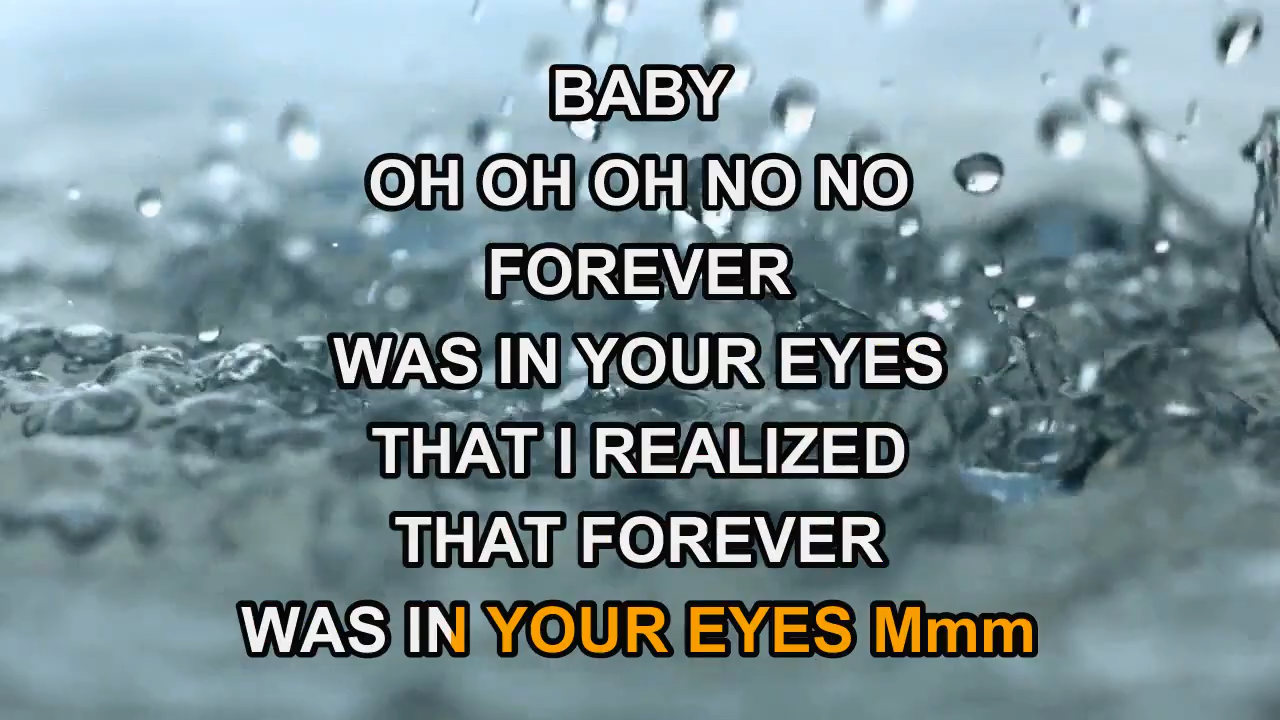 BABY
OH OH OH NO NO
FOREVER
WAS IN YOUR EYES
THAT I REALIZED
THAT FOREVER
WAS IN YOUR EYES Mmm